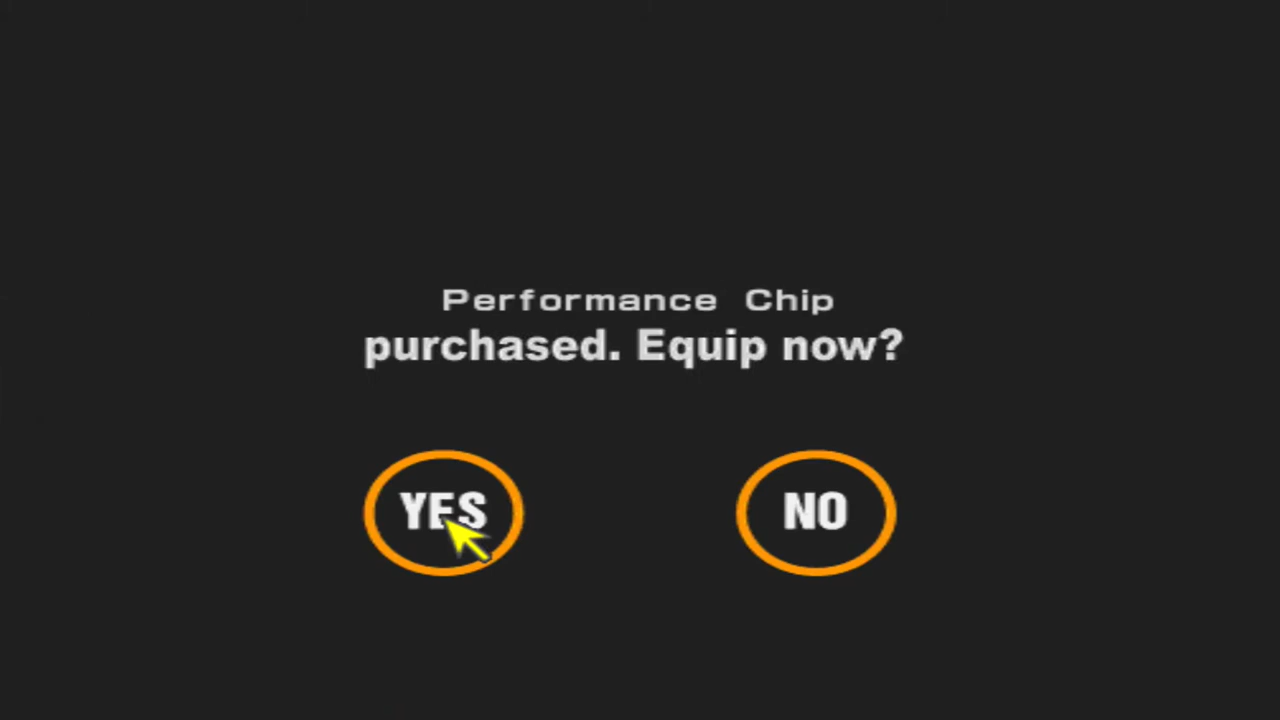 Performance Chip
purchased. Equip now?
YES
NO